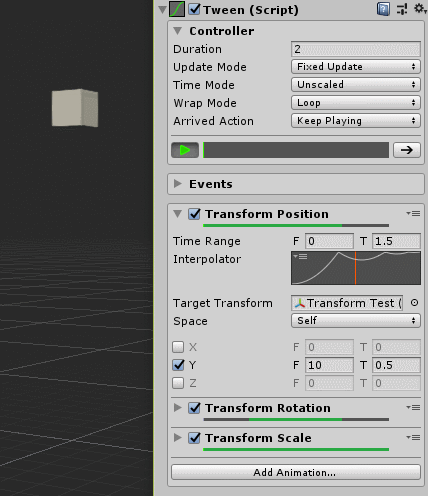 Tween (Script)
Controller
Duration 2
Update Mode Fixed Update
Time Mode Unscaled
Wrap Mode Loop
Arrived Action Keep Playing
Events
Transform Position
Time Range F 0 T 1.5
Interpolator
Target Transform Transform Test (
Space Self
X F 0 T 0
Y F 10 T 0.5
Z F 0 T 0
Transform Rotation
Transform Scale
Add Animation...